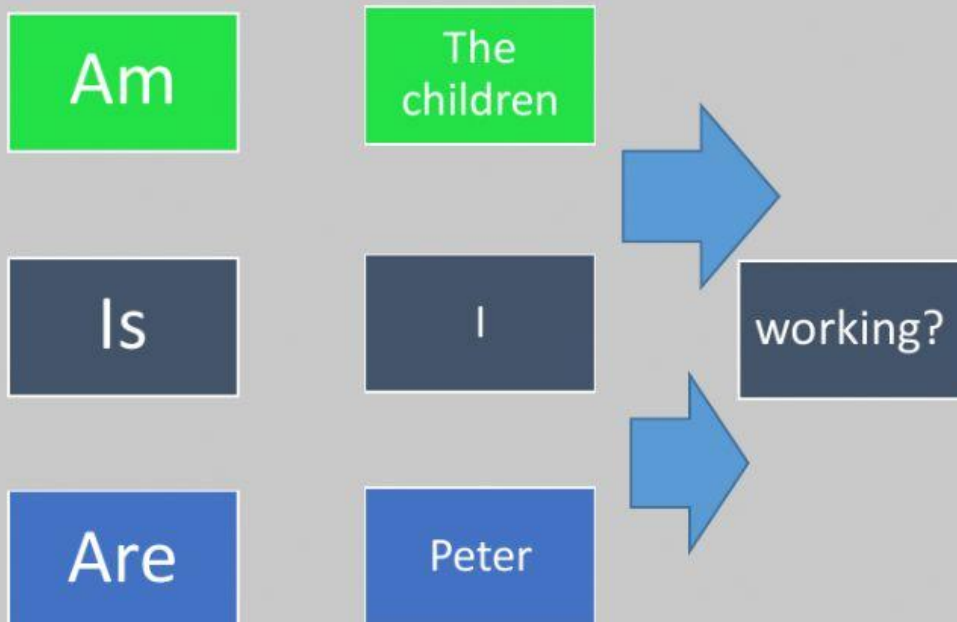 Am
The
children
Is
I
working?
Are
Peter